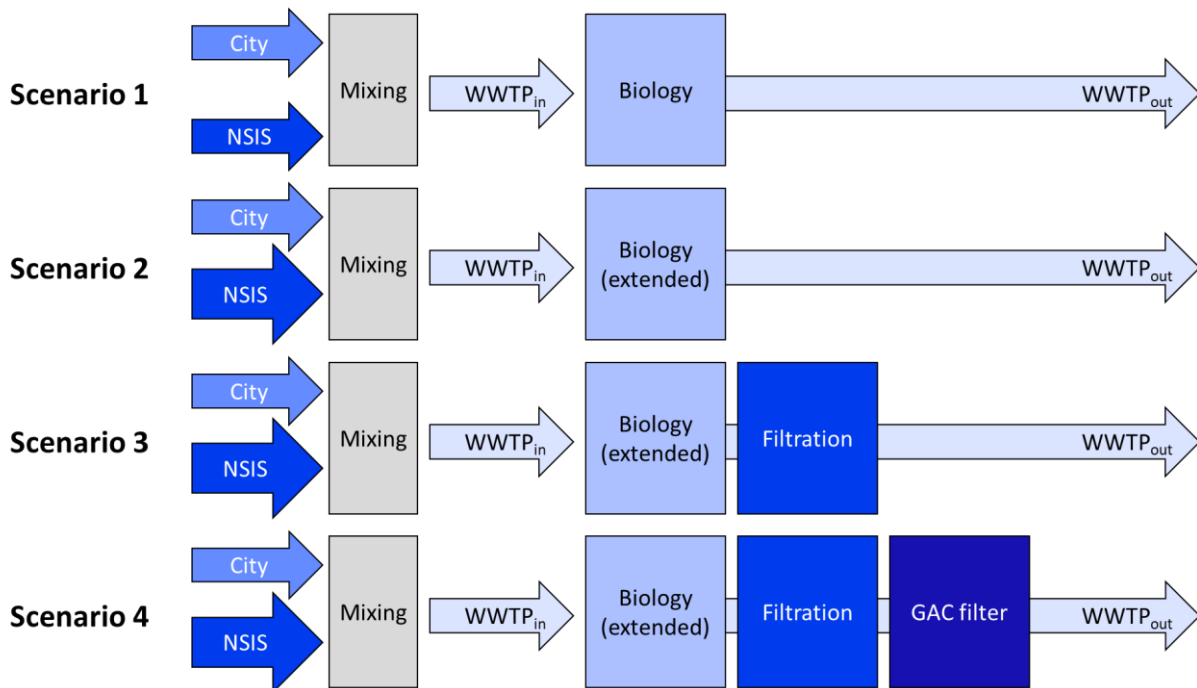 City
Scenario 1
NSIS
Mixing
WWTPin
Biology
WWTPout
City
Scenario 2
NSIS
Mixing
WWTPin
Biology
(extended)
WWTPout
City
Scenario 3
NSIS
Mixing
WWTPin
Biology
(extended)
Filtration
WWTPout
City
Scenario 4
NSIS
Mixing
WWTPin
Biology
(extended)
Filtration
GAC filter
WWTPout